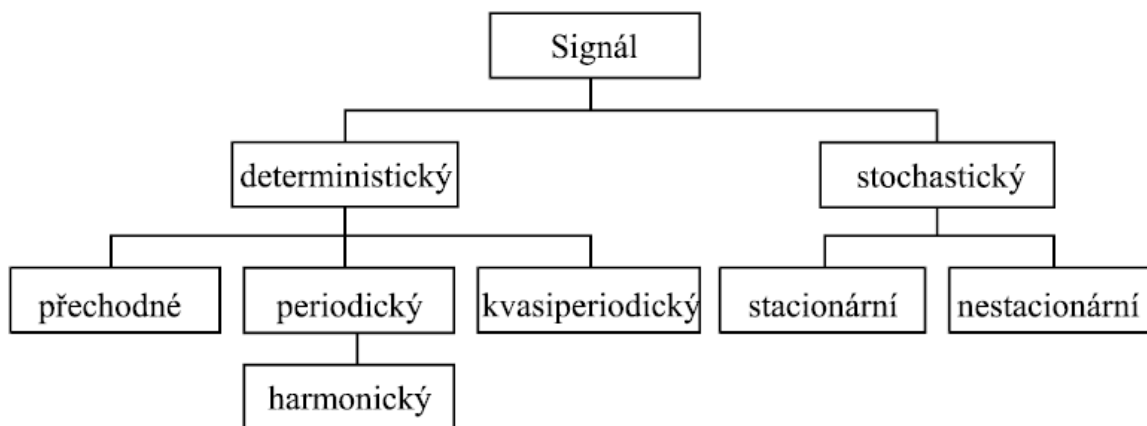 Signál
deterministický
stochastický
přechodné
periodický
kvasiperiodický
stacionární
nestacionární
harmonický